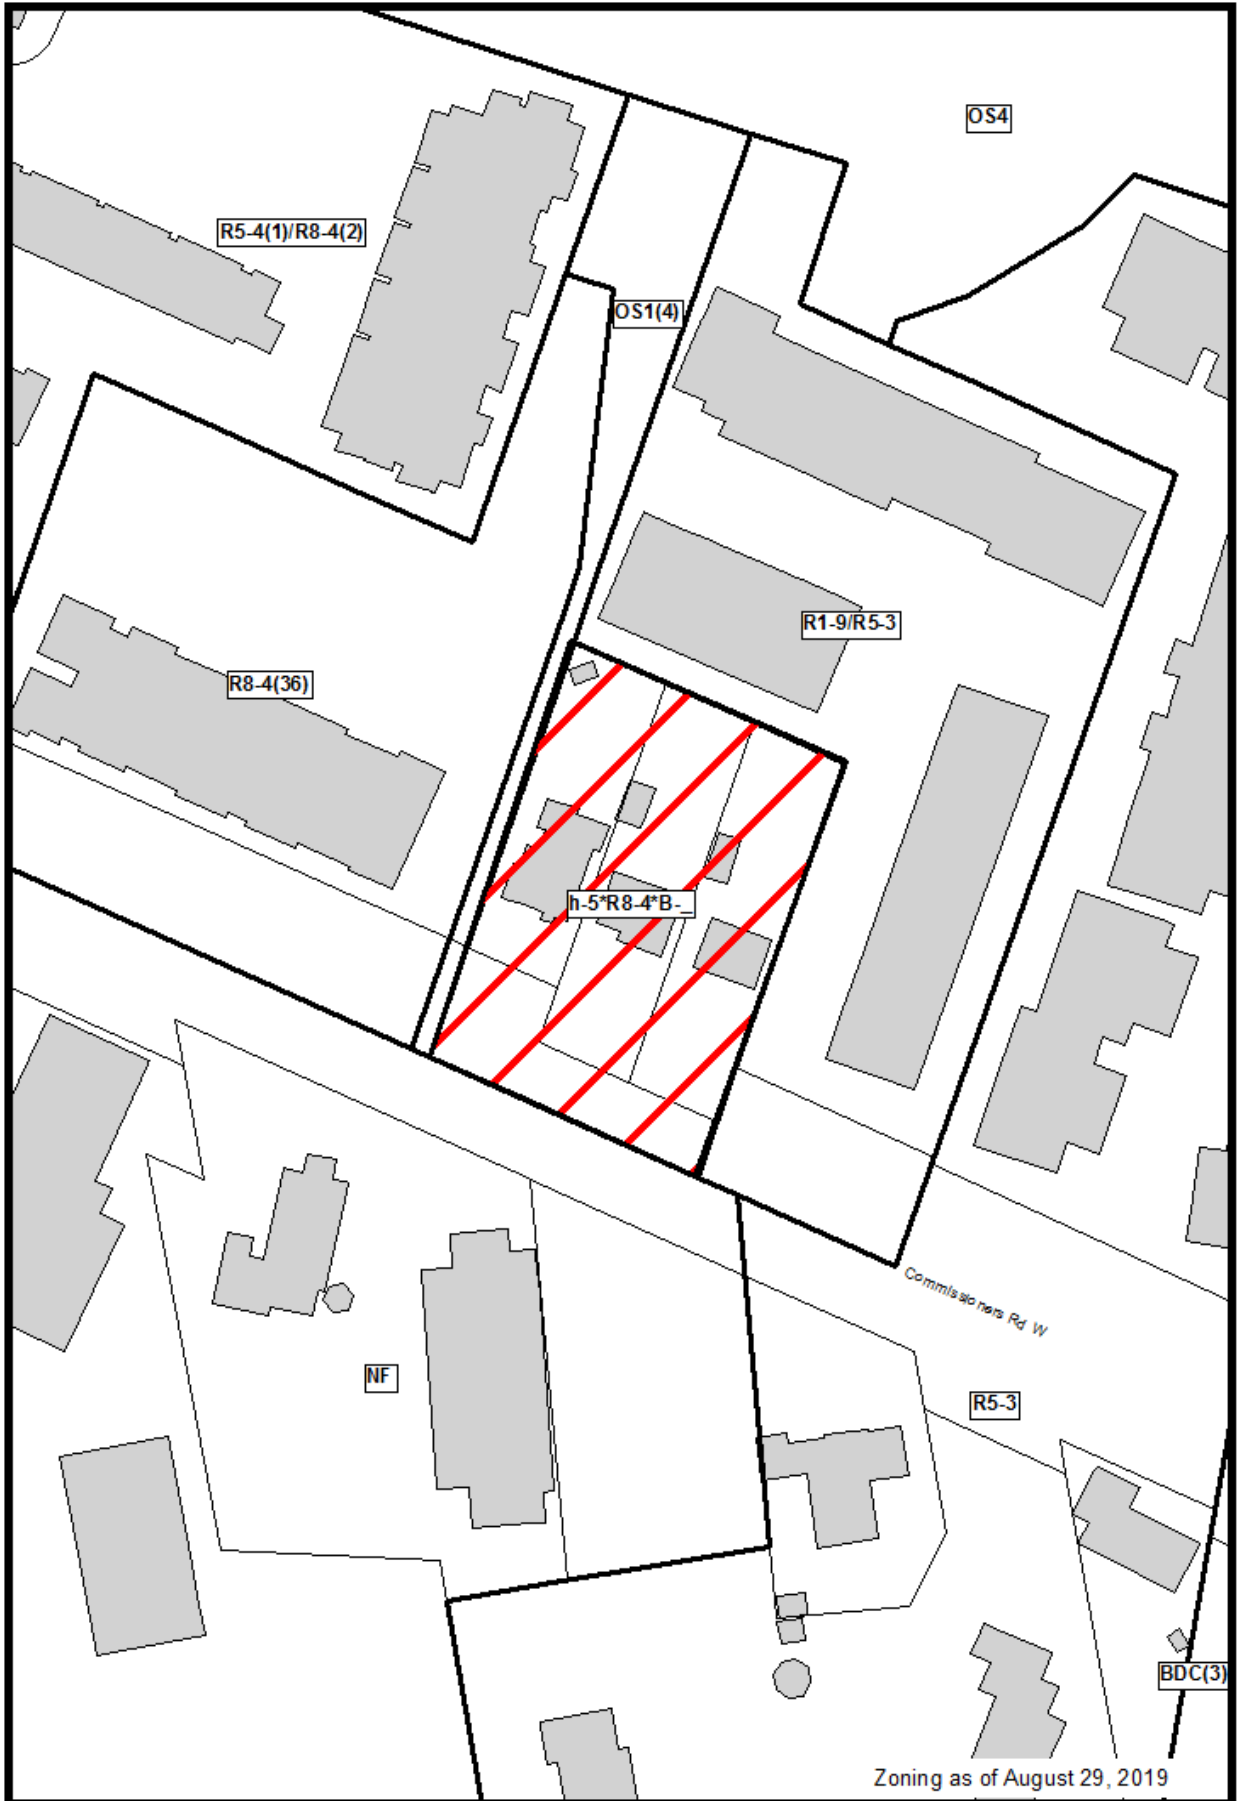 OS4
R5-4(1)/R8-4(2)
OS1(4)
R1-9/R5-3
R8-4(36)
h-5*R8-4*B-_
Commissioners Rd W
NF
R5-3
BDC(3)
Zoning as of August 29, 2019